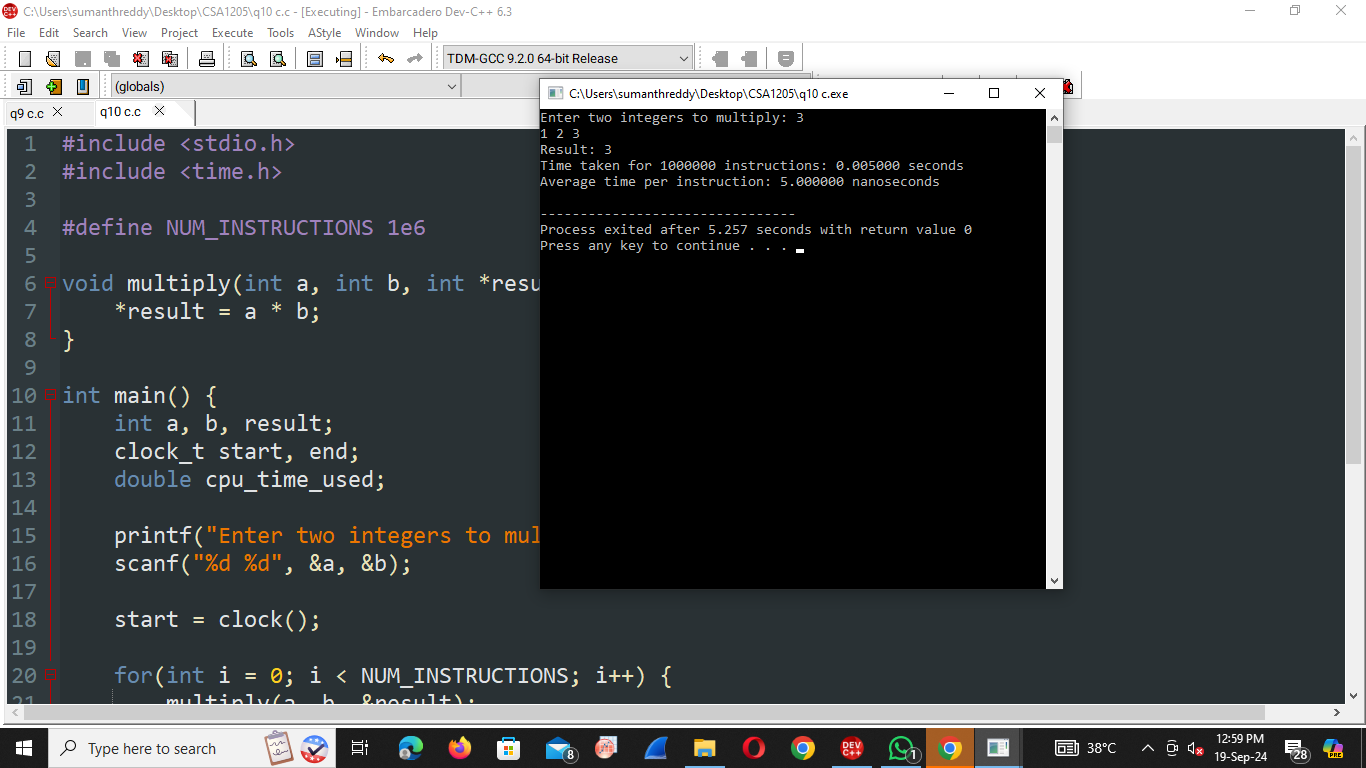 C:\Users\sumanthreddy\Desktop\CSA1205\q10 c.c - [Executing] - Embarcadero Dev-C++ 6.3
File Edit Search View Project Execute Tools AStyle Window Help
TDM-GCC 9.2.0 64-bit Release
(globals)
q9 c.c
q10 c.c
1 #include <stdio.h>
2 #include <time.h>
3
4 #define NUM_INSTRUCTIONS 1e6
5
6 void multiply(int a, int b, int *resu
7 *result = a * b;
8 }
9
10 int main() {
11 int a, b, result;
12 clock_t start, end;
13 double cpu_time_used;
14
15 printf("Enter two integers to mul
16 scanf("%d %d", &a, &b);
17
18 start = clock();
19
20 for(int i = 0; i < NUM_INSTRUCTIONS; i++) {
21 multiply(a, b, &result);
C:\Users\sumanthreddy\Desktop\CSA1205\q10 c.exe
Enter two integers to multiply: 3
1 2 3
Result: 3
Time taken for 1000000 instructions: 0.005000 seconds
Average time per instruction: 5.000000 nanoseconds
--------------------------------
Process exited after 5.257 seconds with return value 0
Press any key to continue . . .
Type here to search
8
DEV C++
1
38°C
12:59 PM
19-Sep-24
28
PRE